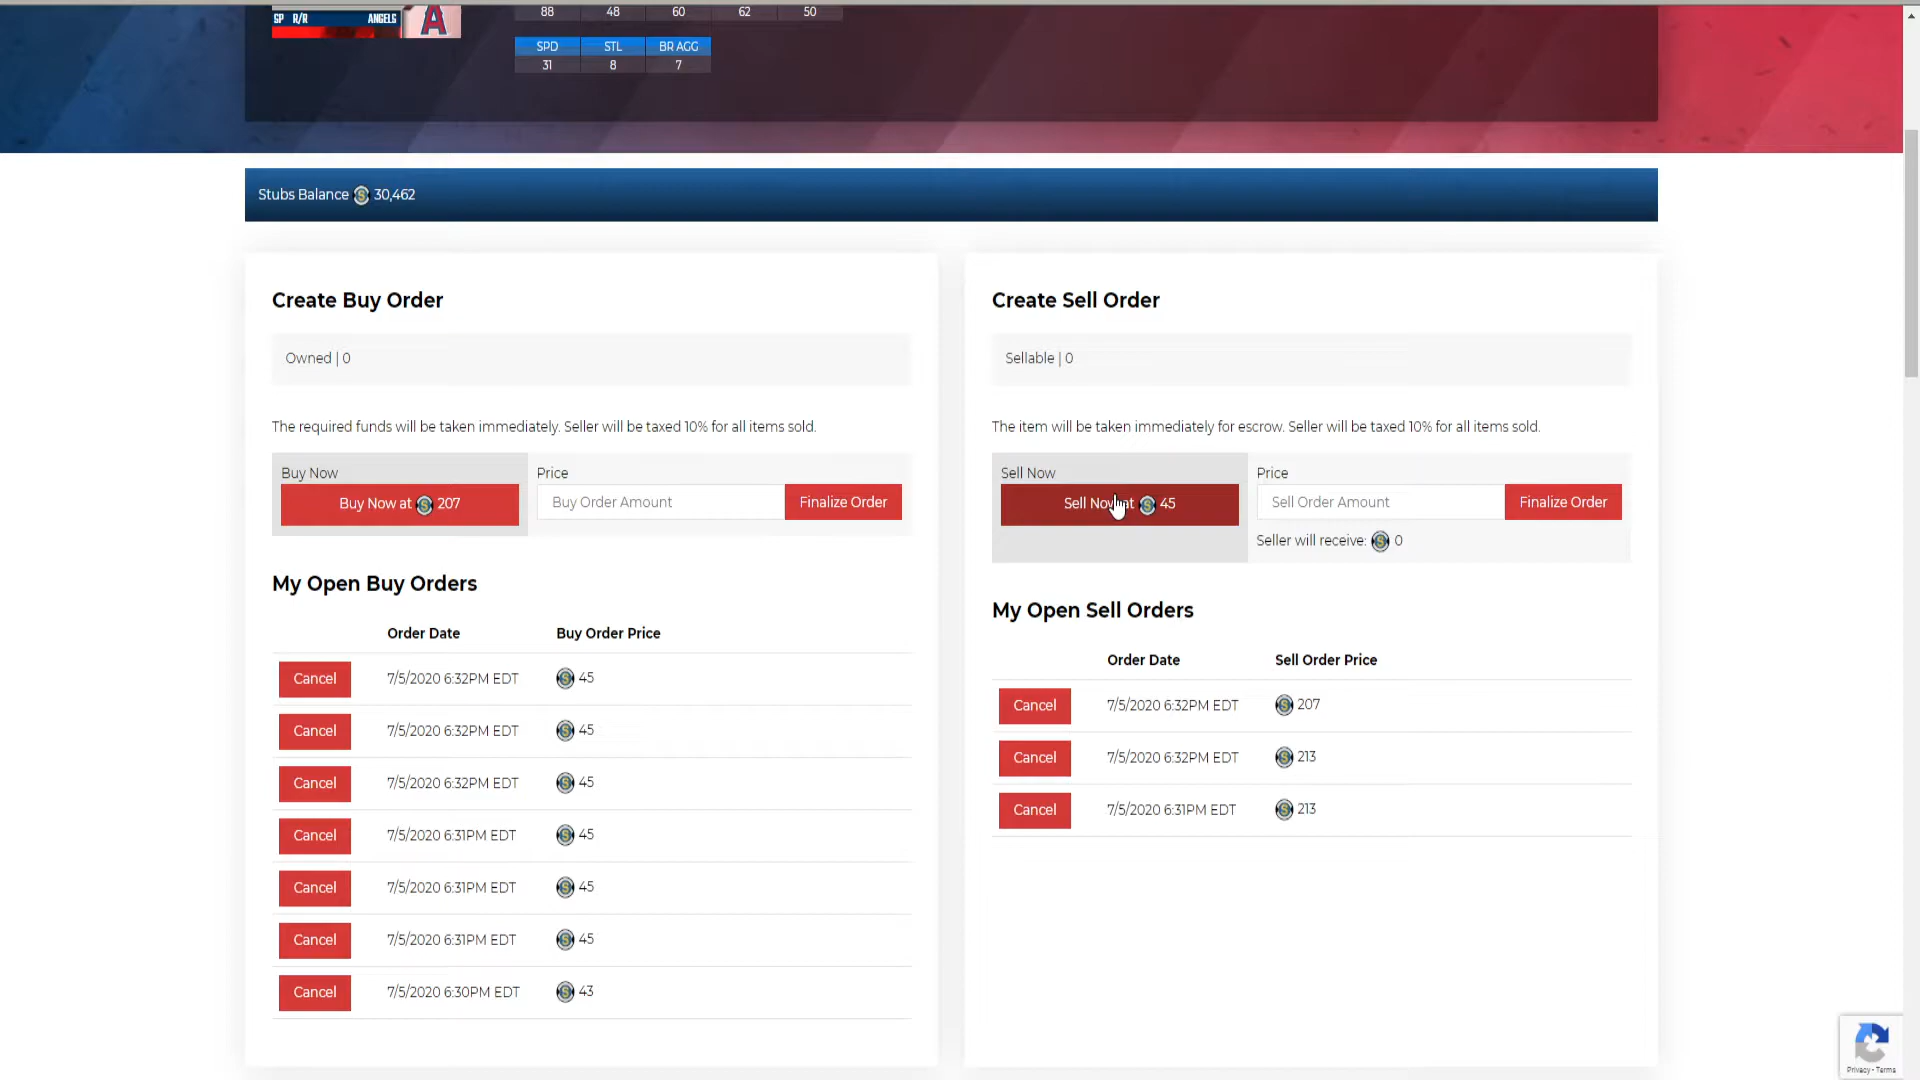 GP R/R ANGELS
A
88 48 60 62 50
SPD STL BR AGG
31 8 7
Stubs Balance 30,462
Create Buy Order
Owned | 0
The required funds will be taken immediately. Seller will be taxed 10% for all items sold.
Buy Now
Buy Now at 207
Price
Buy Order Amount
Finalize Order
My Open Buy Orders
Order Date Buy Order Price
Cancel 7/5/2020 6:32PM EDT 45
Cancel 7/5/2020 6:32PM EDT 45
Cancel 7/5/2020 6:32PM EDT 45
Cancel 7/5/2020 6:31PM EDT 45
Cancel 7/5/2020 6:31PM EDT 45
Cancel 7/5/2020 6:31PM EDT 45
Cancel 7/5/2020 6:30PM EDT 43
Create Sell Order
Sellable | 0
The item will be taken immediately for escrow. Seller will be taxed 10% for all items sold.
Sell Now
Sell Now at 45
Price
Sell Order Amount
Finalize Order
Seller will receive: 0
My Open Sell Orders
Order Date Sell Order Price
Cancel 7/5/2020 6:32PM EDT 207
Cancel 7/5/2020 6:32PM EDT 213
Cancel 7/5/2020 6:31PM EDT 213
Privacy - Terms